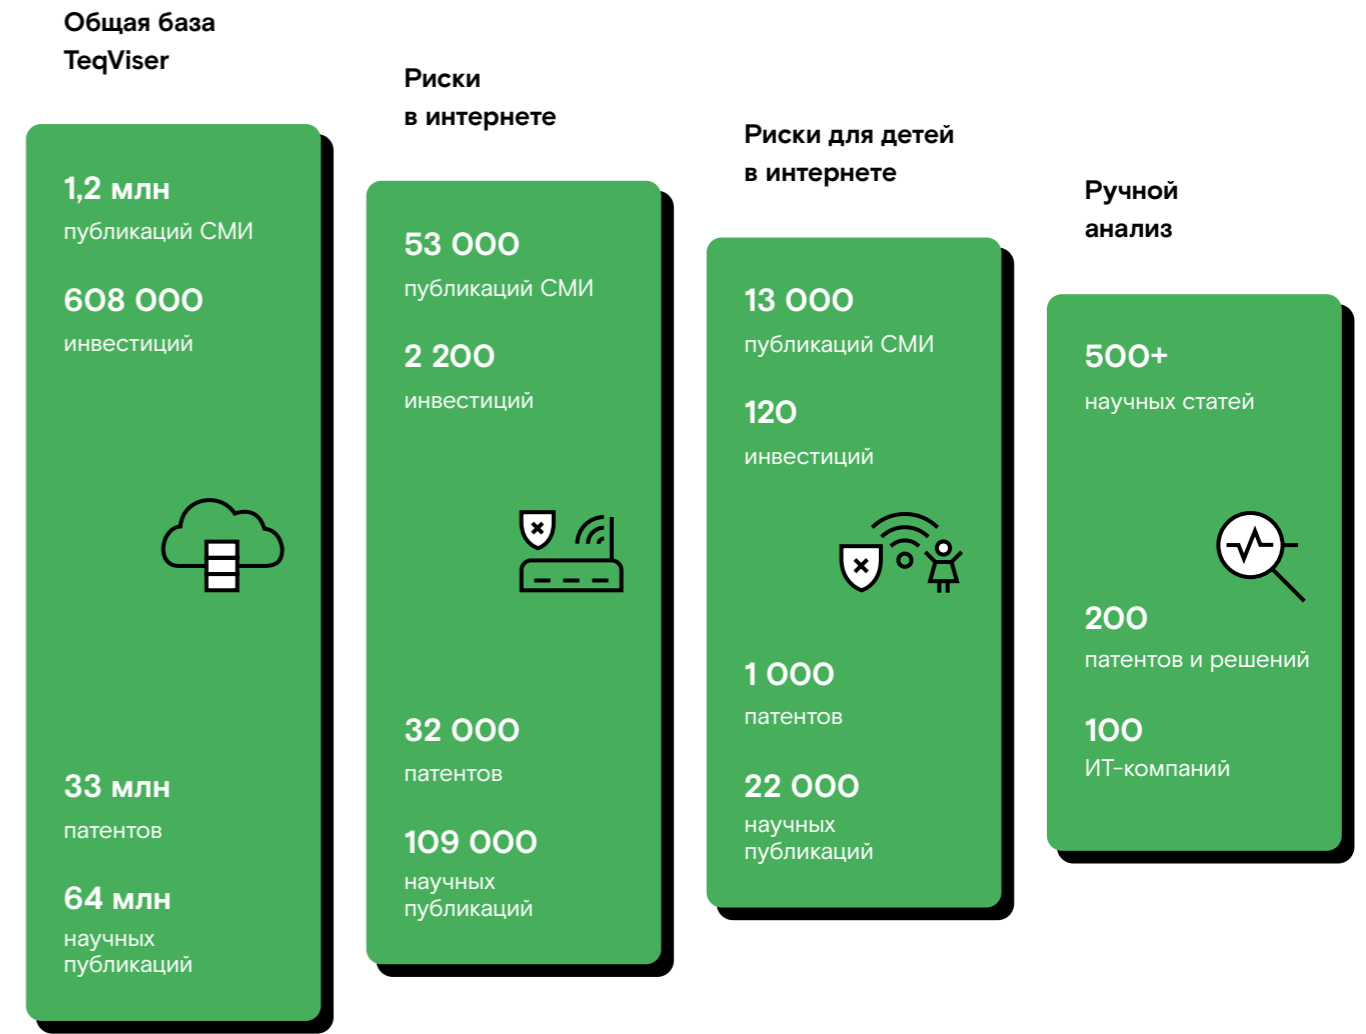 Общая база
TeqViser
1,2 млн
публикаций СМИ
608 000
инвестиций
33 млн
патентов
64 млн
научных
публикаций
Риски
в интернете
53 000
публикаций СМИ
2 200
инвестиций
32 000
патентов
109 000
научных
публикаций
Риски для детей
в интернете
13 000
публикаций СМИ
120
инвестиций
1 000
патентов
22 000
научных
публикаций
Ручной
анализ
500+
научных статей
200
патентов и решений
100
ИТ-компаний